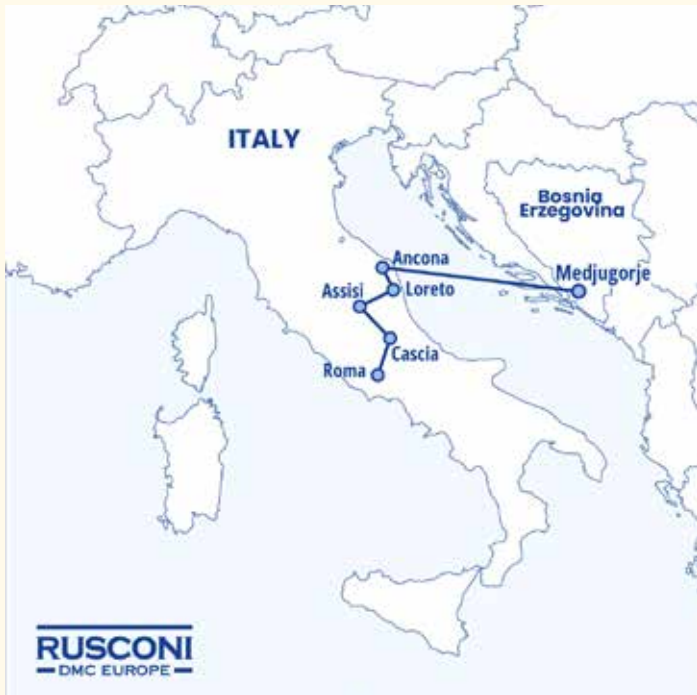 ITALY
Bosnia
Erzegovina
Ancona
Medjugorje
Assisi
Loreto
Cascia
Roma
RUSCONI
DMC EUROPE